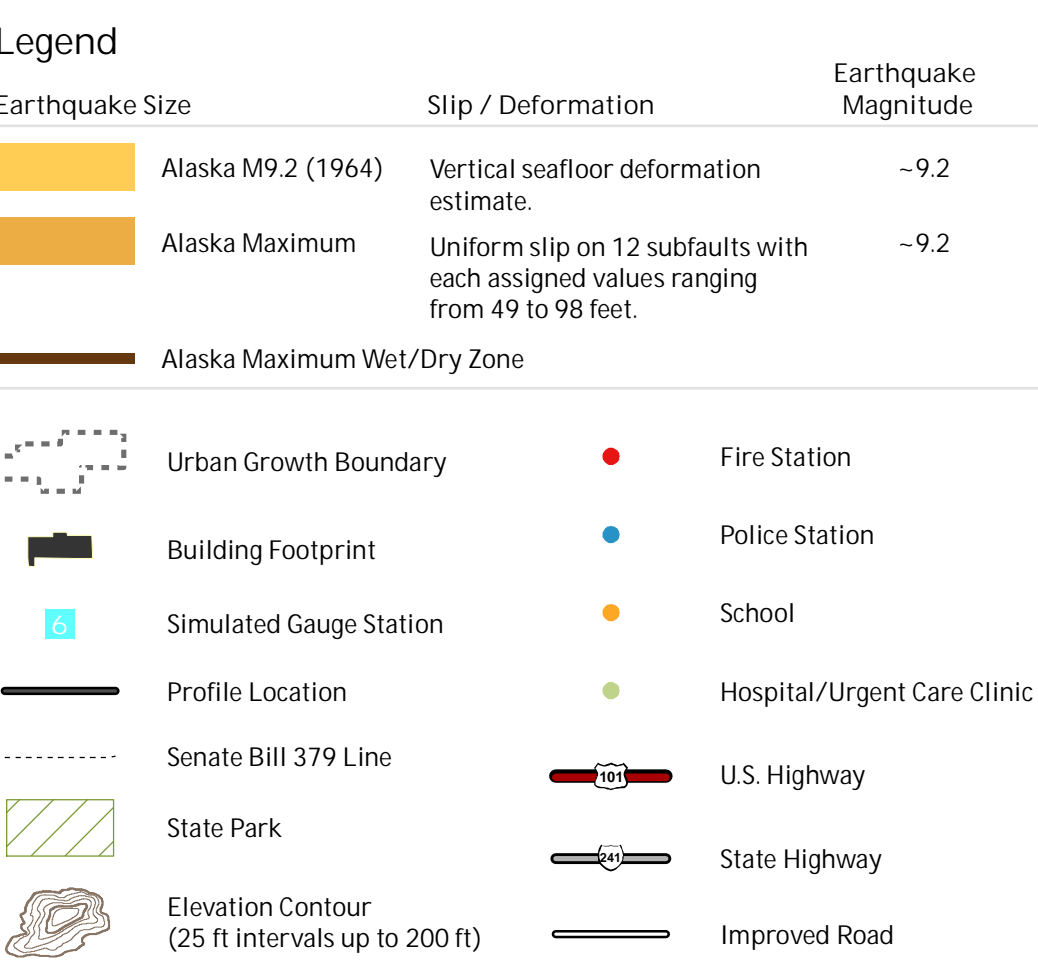 Legend
Earthquake Size
Slip / Deformation
Earthquake
Magnitude
Alaska M9.2 (1964)
Vertical seafloor deformation
estimate.
~9.2
Alaska Maximum
Uniform slip on 12 subfaults with
each assigned values ranging
from 49 to 98 feet.
~9.2
Alaska Maximum Wet/Dry Zone
Urban Growth Boundary
Building Footprint
6
Simulated Gauge Station
Profile Location
Senate Bill 379 Line
State Park
Elevation Contour
(25 ft intervals up to 200 ft)
Fire Station
Police Station
School
Hospital/Urgent Care Clinic
101
U.S. Highway
241
State Highway
Improved Road